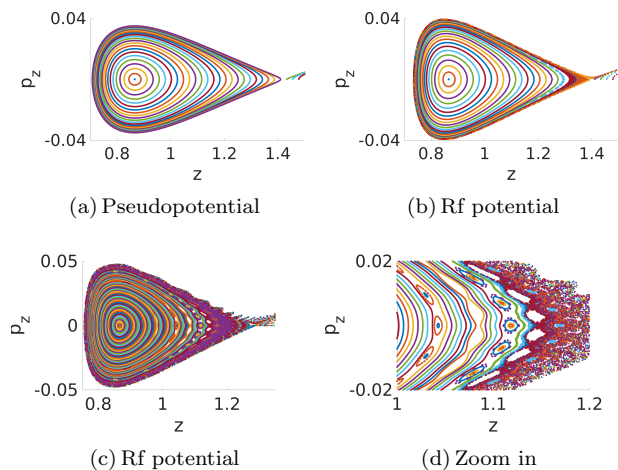 0.04
p_z
-0.04
0.8 1 1.2 1.4
z
(a) Pseudopotential
0.04
p_z
-0.04
0.8 1 1.2 1.4
z
(b) Rf potential
0.05
p_z
0
-0.05
0.8 1 1.2
z
(c) Rf potential
0.02
p_z
-0.02
1 1.1 1.2
z
(d) Zoom in